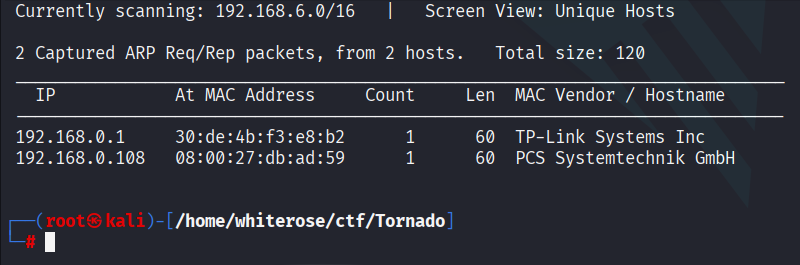 Currently scanning: 192.168.6.0/16   |   Screen View: Unique Hosts
2 Captured ARP Req/Rep packets, from 2 hosts.   Total size: 120
_____________________________________________________________________________
IP            At MAC Address     Count     Len  MAC Vendor / Hostname
-----------------------------------------------------------------------------
192.168.0.1     30:de:4b:f3:e8:b2      1      60  TP-Link Systems Inc
192.168.0.108   08:00:27:db:ad:59      1      60  PCS Systemtechnik GmbH
┌──(root㉿kali)-[/home/whiterose/ctf/Tornado]
└─#